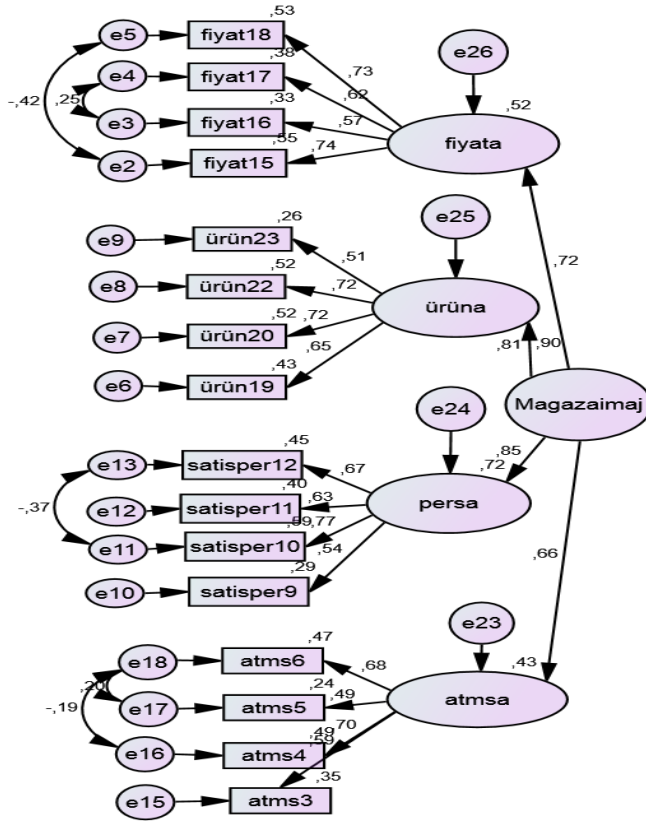 ,53
e5 fiyat18
,38
e4 fiyat17
,73
e26
-,42
,25
,33
,62
,52
e3 fiyat16
,57
fiyata
,55
,74
e2 fiyat15
,26
e25
e9 ürün23
,51
,72
,52
e8 ürün22
,72
ürüna
,52
,72
e7 ürün20
,65
,81
,90
,43
e6 ürün19
Magazaimaj
e24
,45
e13 satisper12
,67
,85
,72
,40
-,37
e12 satisper11
,63
persa
,59
,77
e11 satisper10
,54
,66
,29
e10 satisper9
e23
,47
e18 atms6
,68
,43
,20
,24
e17 atms5
,49
atmsa
-,19
,70
,49
,59
e16 atms4
,35
e15 atms3